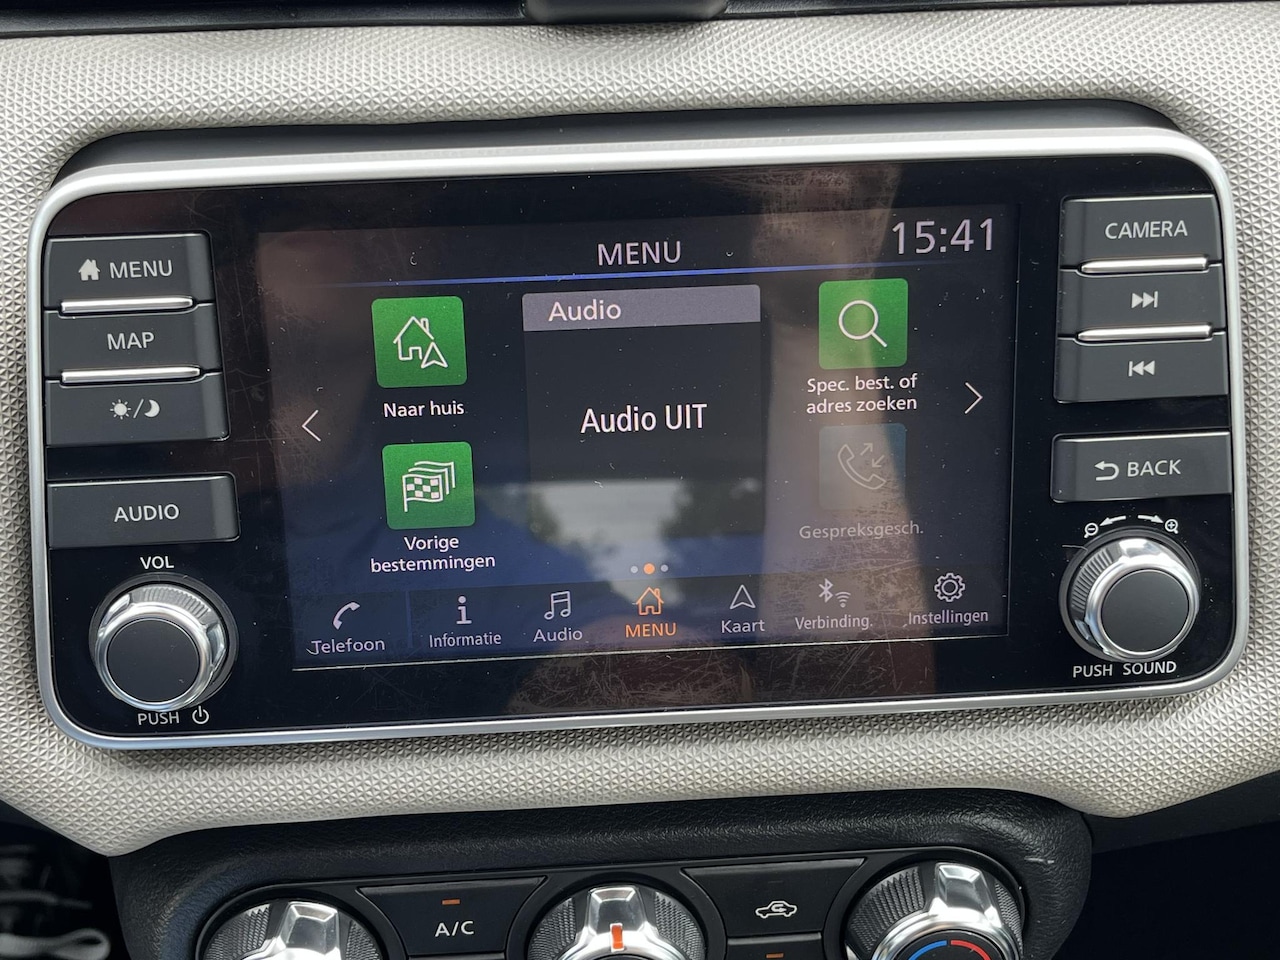 MENU
MAP
AUDIO
VOL
PUSH
MENU
15:41
Naar huis
Vorige
bestemmingen
Audio
Audio UIT
Spec. best. of
adres zoeken
Gespreksgesch.
Telefoon
Informatie
Audio
MENU
Kaart
Verbinding.
Instellingen
CAMERA
BACK
PUSH SOUND
A/C